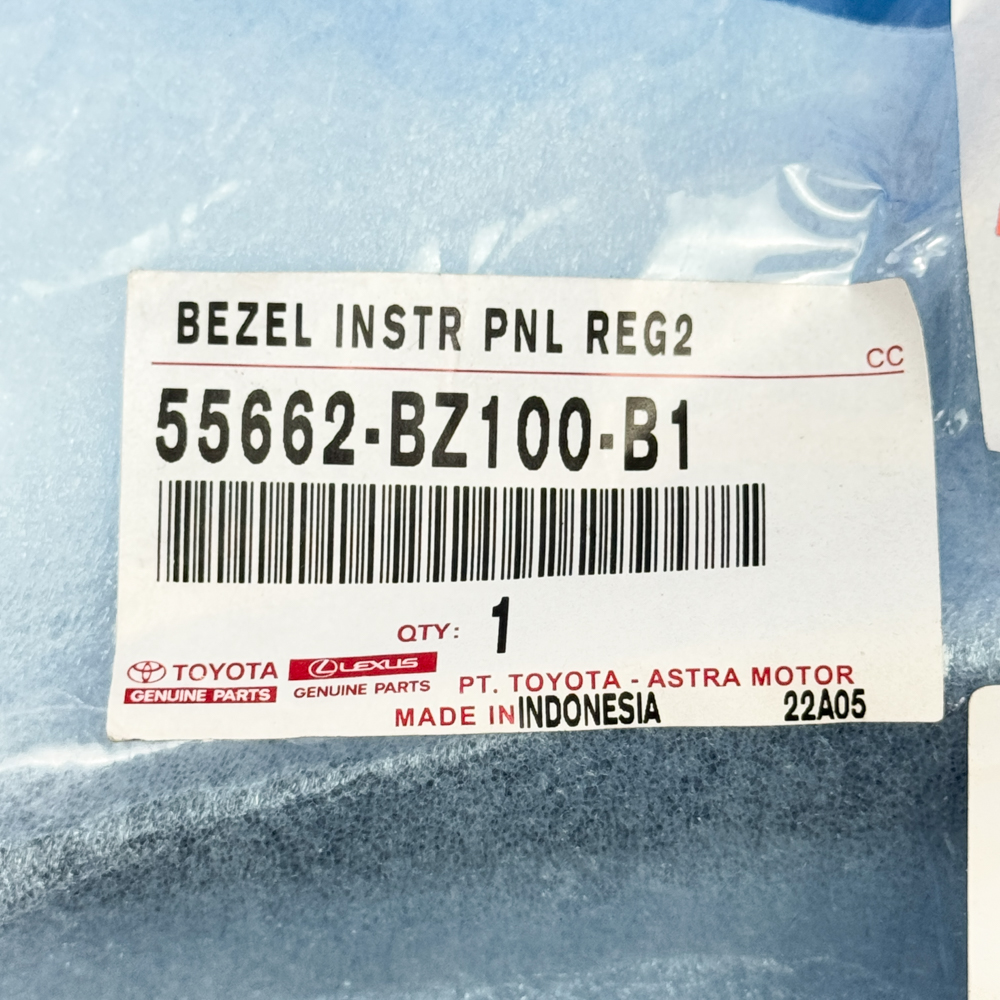 BEZEL INSTR PNL REG2
CC
55662-BZ100-B1
QTY: 1
TOYOTA
GENUINE PARTS
LEXUS
GENUINE PARTS
PT. TOYOTA - ASTRA MOTOR
MADE IN INDONESIA
22A05